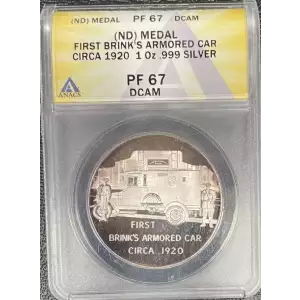 (ND) MEDAL PF 67 DCAM
(ND) MEDAL
FIRST BRINK'S ARMORED CAR
CIRCA 1920 1 Oz .999 SILVER
PF 67
DCAM
ANACS
FIRST
BRINK'S ARMORED CAR
CIRCA 1920